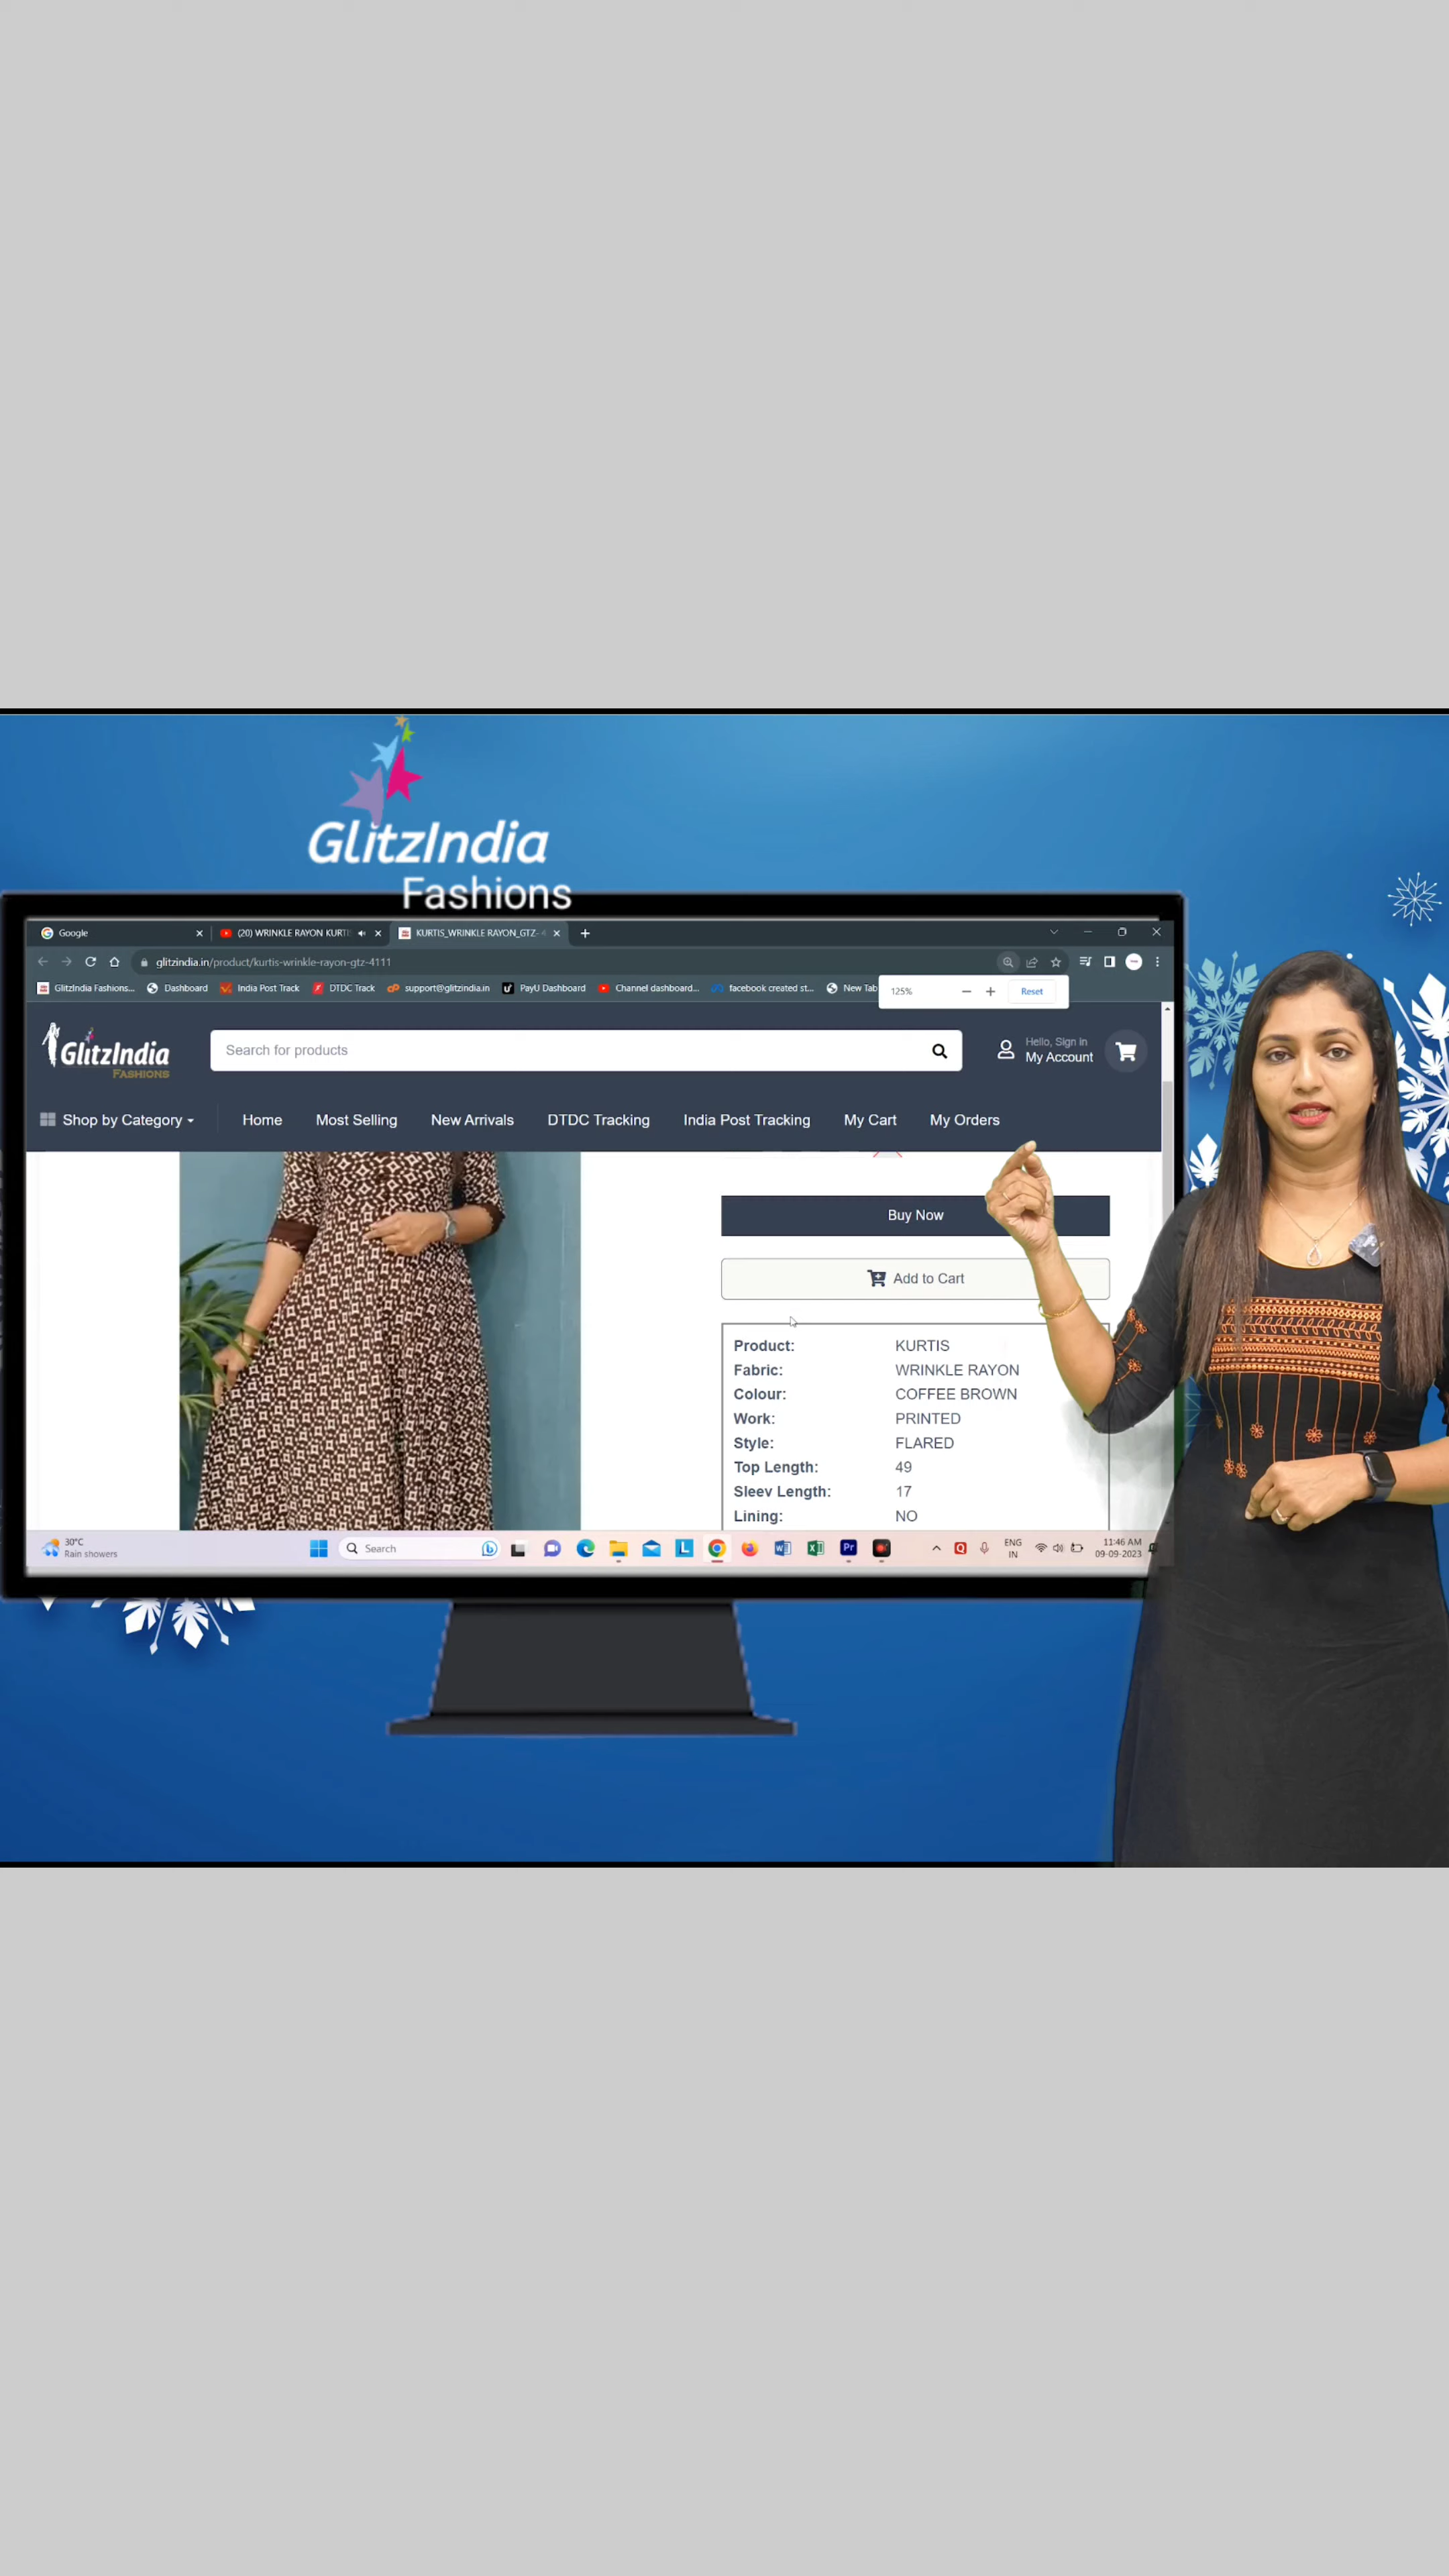 GlitzIndia
Fashions
Google
(20) WRINKLE RAYON KURTI
KURTIS_WRINKLE RAYON_GTZ- 4
glitzindia.in/product/kurtis-wrinkle-rayon-gtz-4111
GlitzIndia Fashions...
Dashboard
India Post Track
DTDC Track
support@glitzindia.in
PayU Dashboard
Channel dashboard...
facebook created st...
New Tab
125%
Reset
GlitzIndia
FASHIONS
Search for products
Hello, Sign in
My Account
Shop by Category
Home
Most Selling
New Arrivals
DTDC Tracking
India Post Tracking
My Cart
My Orders
Buy Now
Add to Cart
Product: KURTIS
Fabric: WRINKLE RAYON
Colour: COFFEE BROWN
Work: PRINTED
Style: FLARED
Top Length: 49
Sleev Length: 17
Lining: NO
30°C
Rain showers
Search
ENG
IN
11:46 AM
09-09-2023